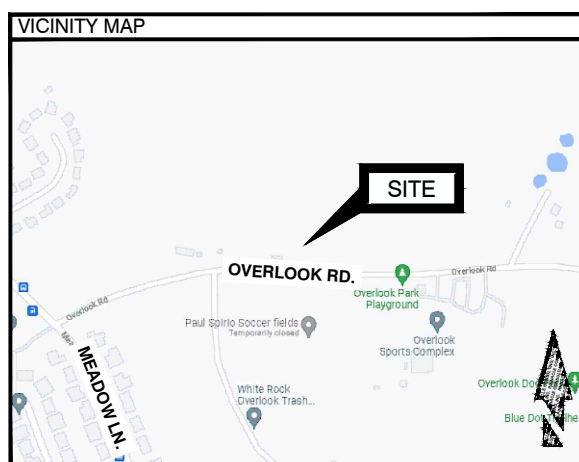 VICINITY MAP
SITE
OVERLOOK RD.
Overlook Rd
Overlook Park
Playground
Overlook Rd
Paul Spirio Soccer fields
Temporarily closed
Overlook
Sports Complex
MEADOW LN.
White Rock
Overlook Trash...
Overlook Do
Blue Dot